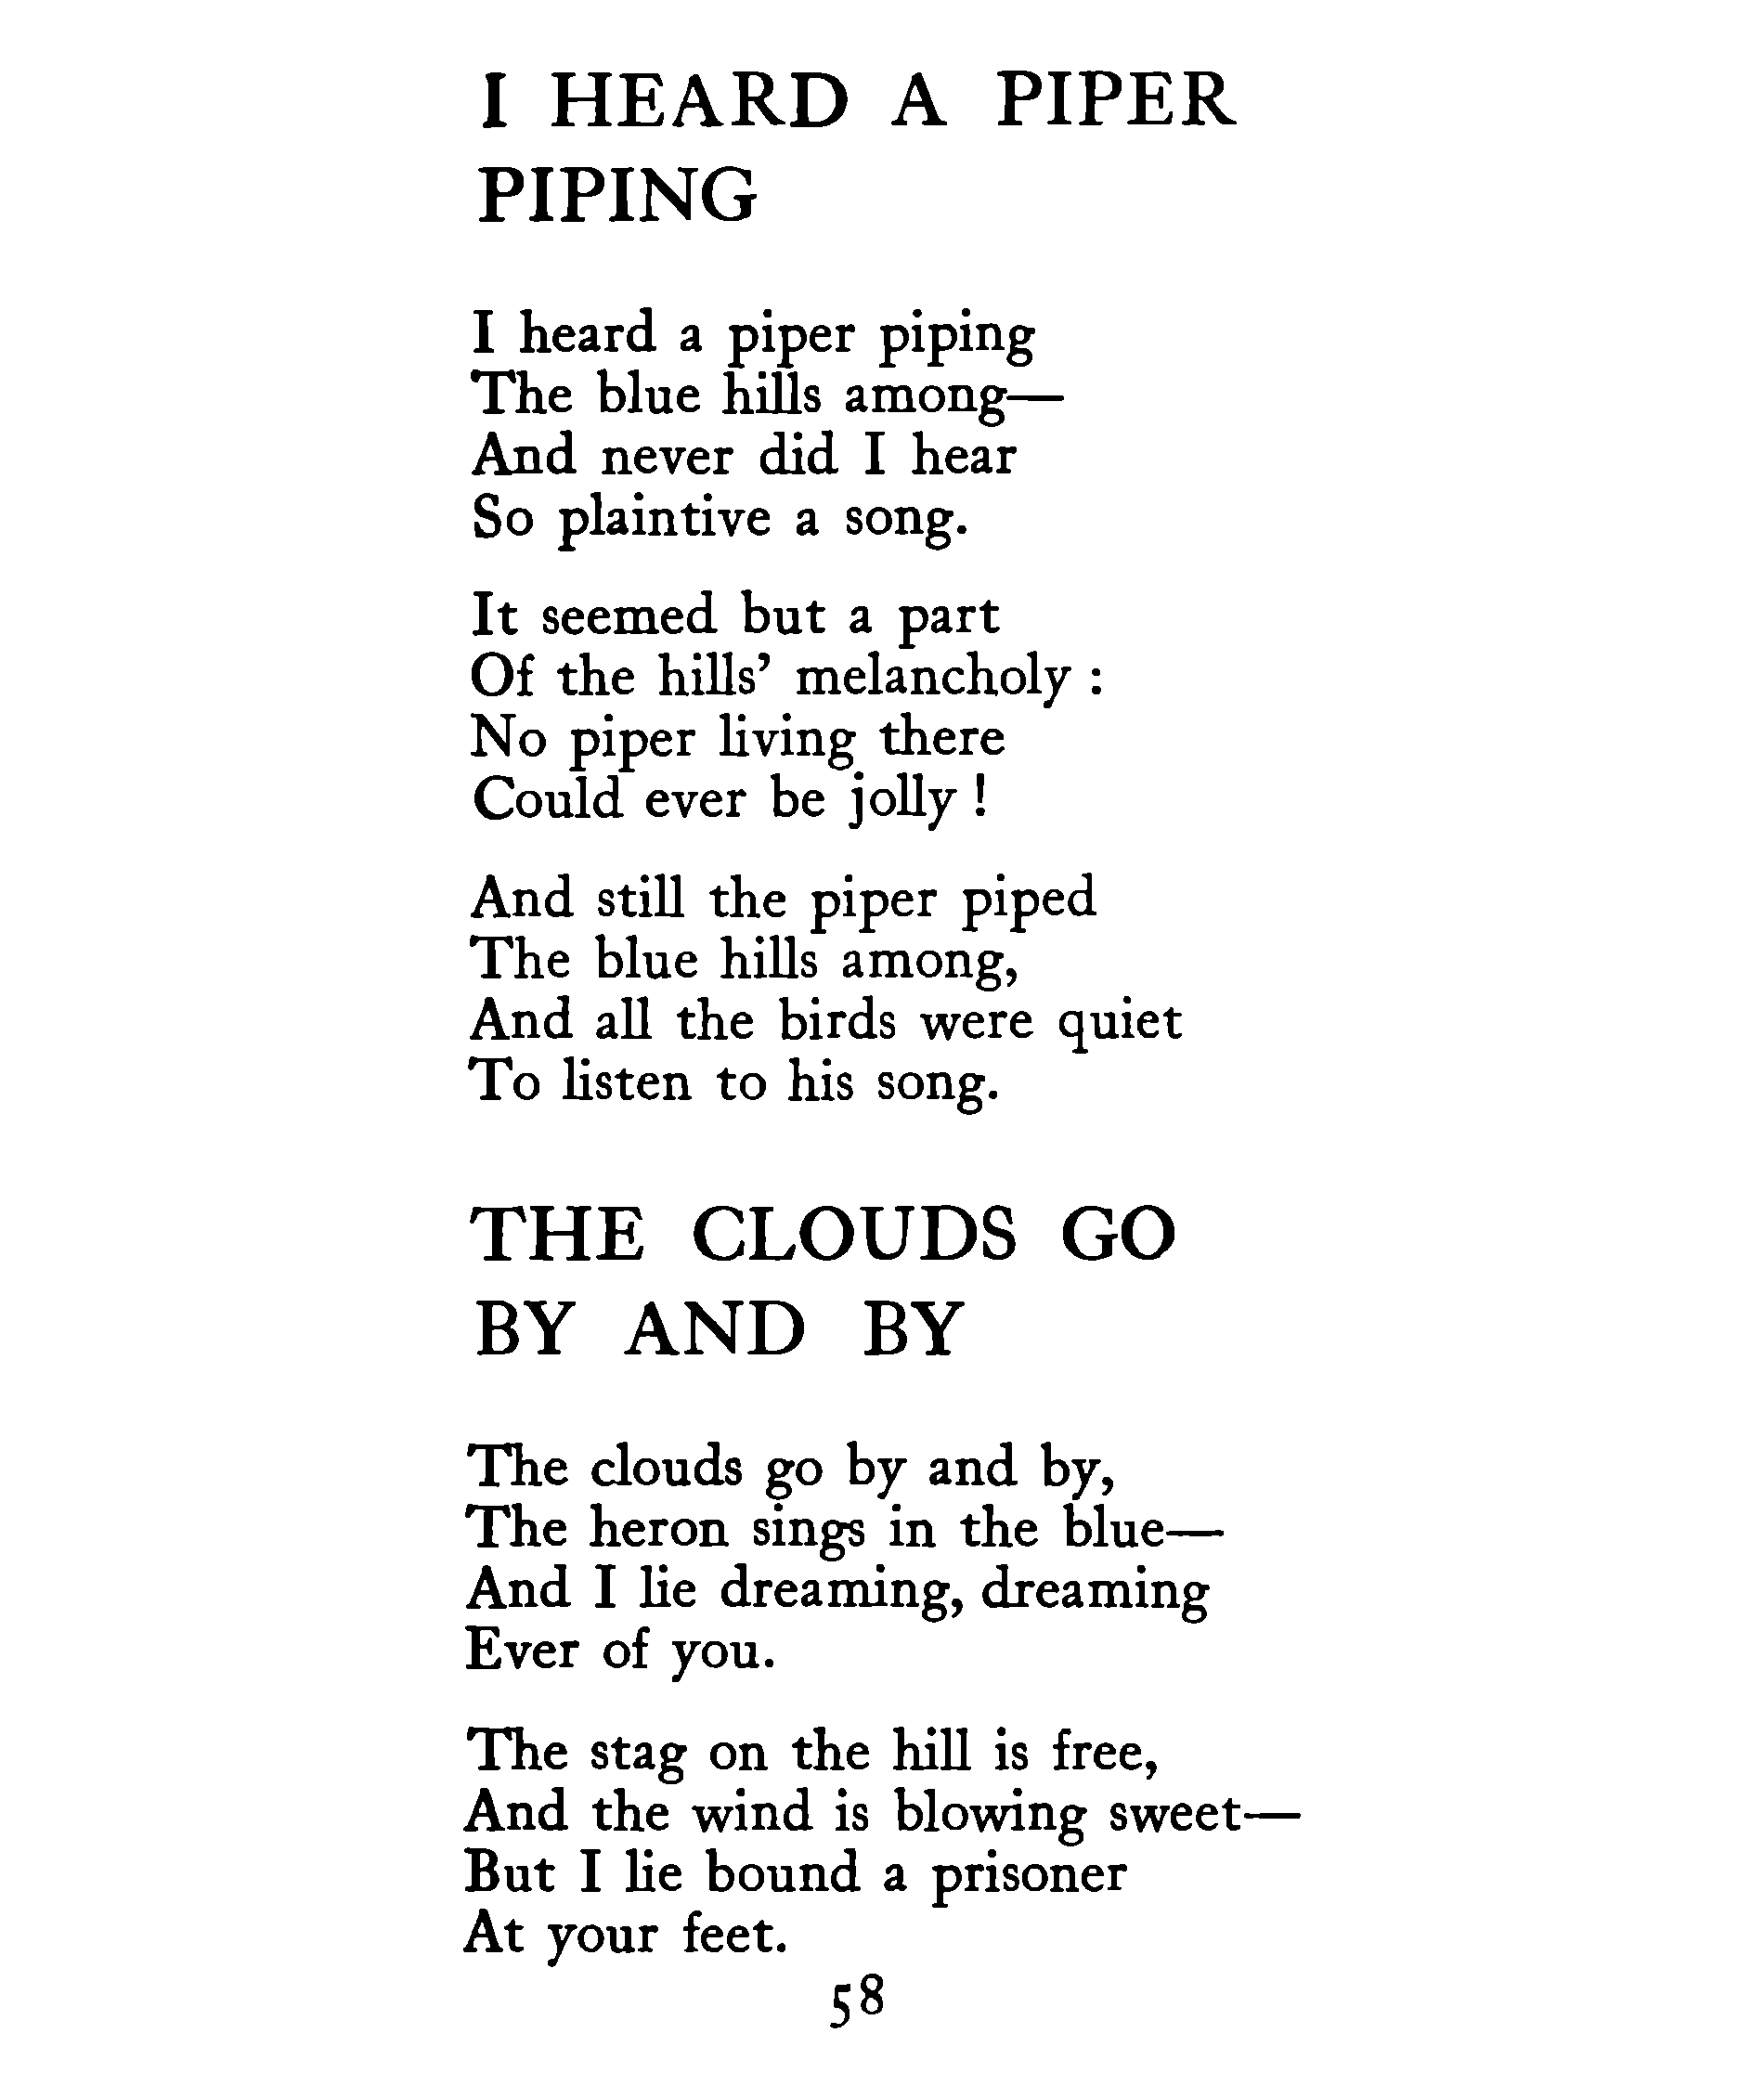 I HEARD A PIPER
PIPING
I heard a piper piping
The blue hills among—
And never did I hear
So plaintive a song.
It seemed but a part
Of the hills’ melancholy :
No piper living there
Could ever be jolly !
And still the piper piped
The blue hills among,
And all the birds were quiet
To listen to his song.
THE CLOUDS GO
BY AND BY
The clouds go by and by,
The heron sings in the blue—
And I lie dreaming, dreaming
Ever of you.
The stag on the hill is free,
And the wind is blowing sweet—
But I lie bound a prisoner
At your feet.
58